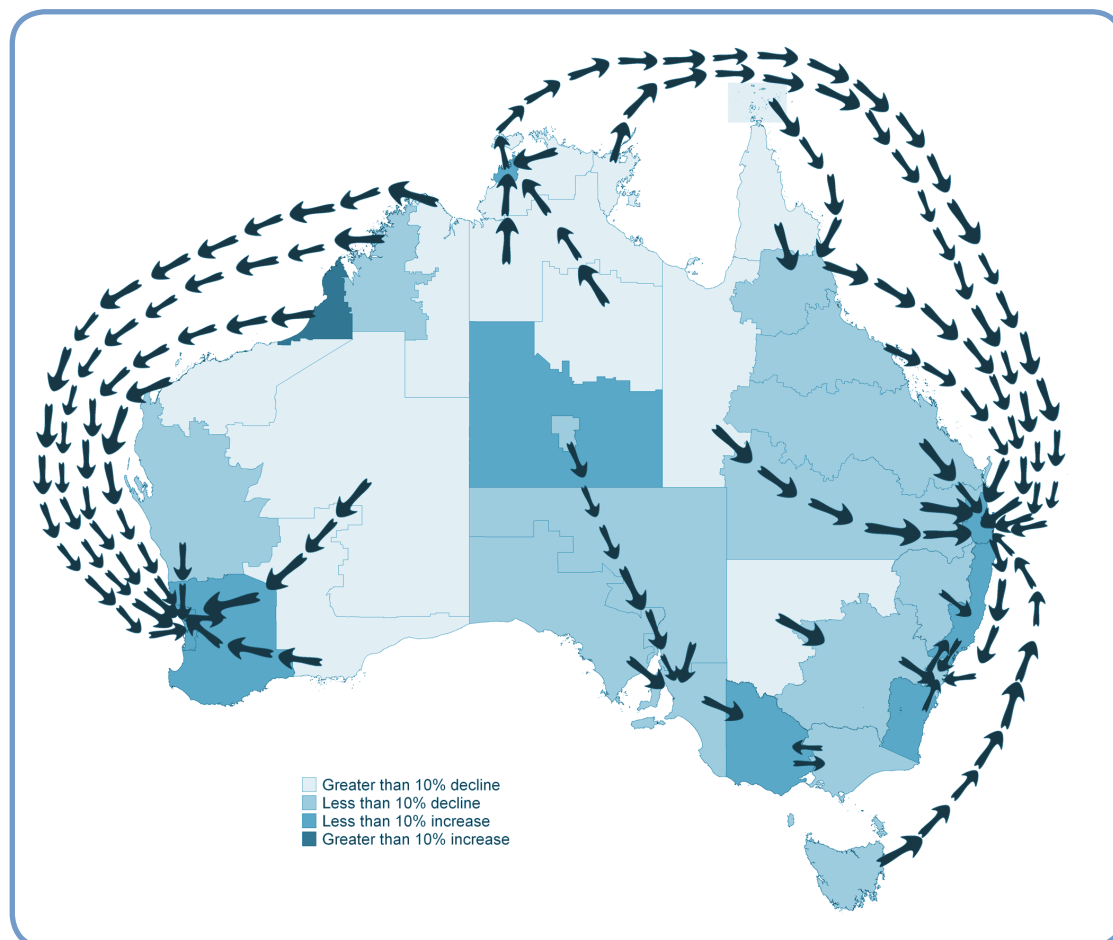 Greater than 10% decline
Less than 10% decline
Less than 10% increase
Greater than 10% increase